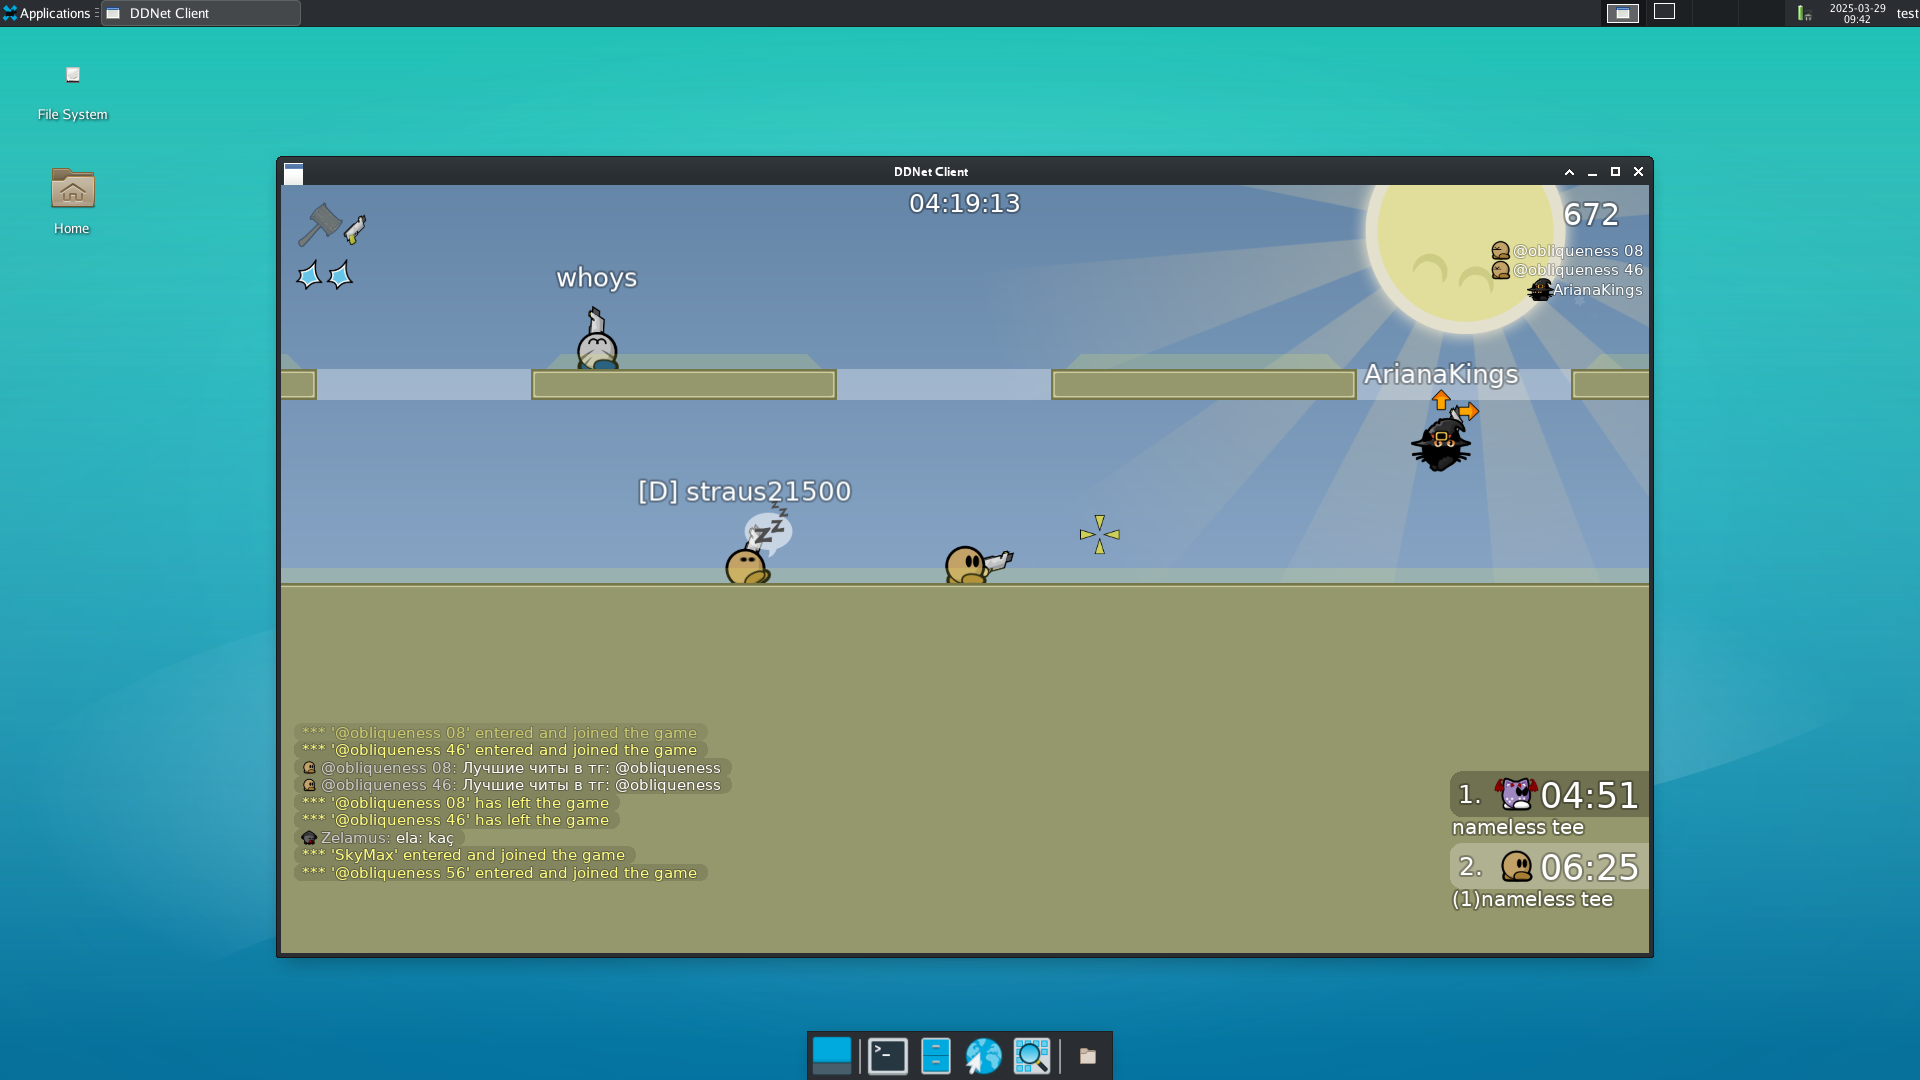 Applications
DDNet Client
2025-03-29
09:42
test
File System
Home
DDNet Client
04:19:13
672
@obliqueness 08
@obliqueness 46
ArianaKings
whoys
ArianaKings
[D] straus21500
zzz
*** '@obliqueness 08' entered and joined the game
*** '@obliqueness 46' entered and joined the game
@obliqueness 08: Лучшие читы в тг: @obliqueness
@obliqueness 46: Лучшие читы в тг: @obliqueness
*** '@obliqueness 08' has left the game
*** '@obliqueness 46' has left the game
Zelamus: ela: kaç
*** 'SkyMax' entered and joined the game
*** '@obliqueness 56' entered and joined the game
1. 04:51
nameless tee
2. 06:25
(1)nameless tee